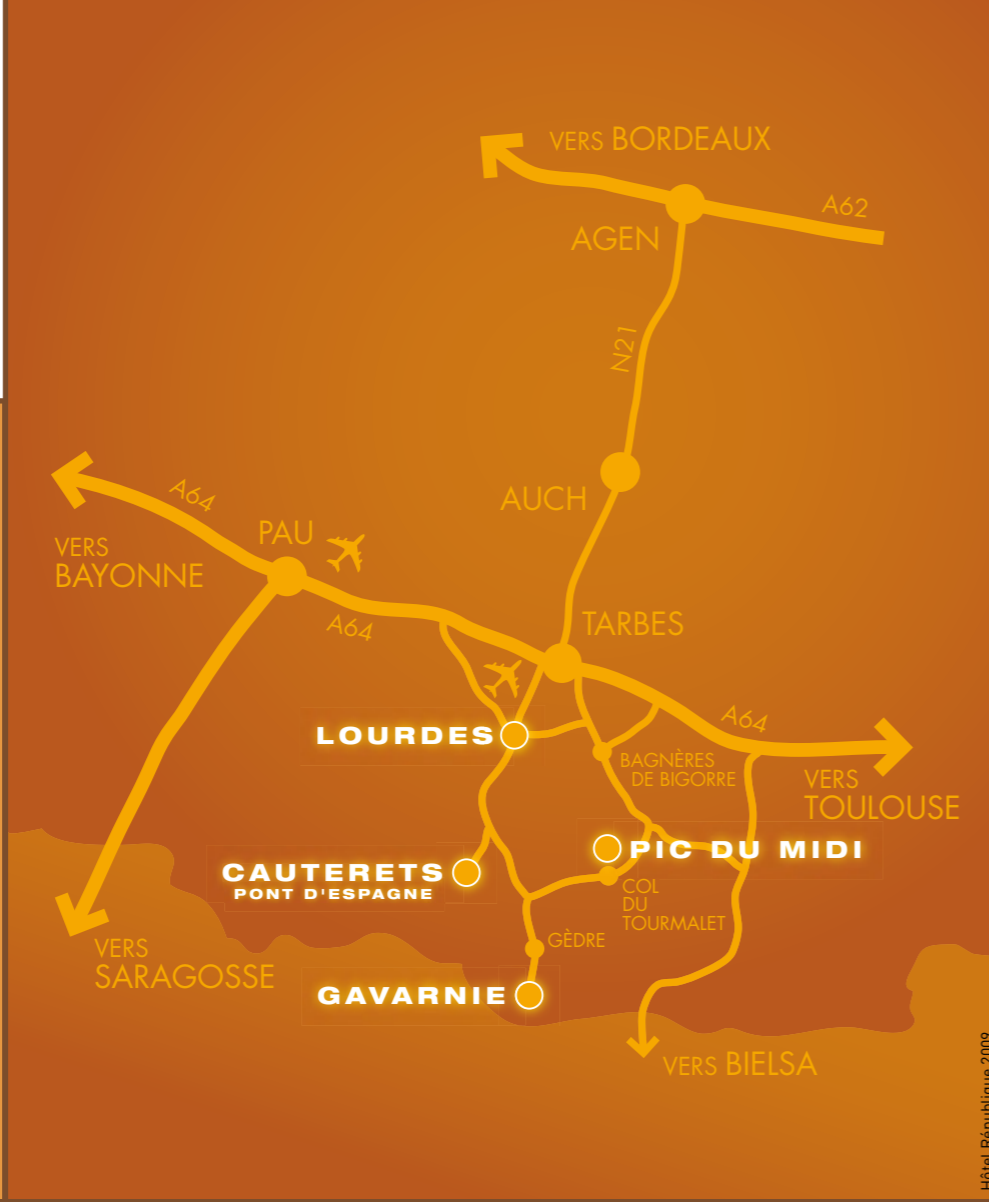 VERS BORDEAUX
A62
AGEN
N21
AUCH
A64
PAU
VERS
BAYONNE
A64
TARBES
LOURDES
A64
BAGNÈRES
DE BIGORRE
VERS
TOULOUSE
PIC DU MIDI
CAUTERETS
PONT D'ESPAGNE
COL
DU
TOURMALET
GÈDRE
VERS
SARAGOSSE
GAVARNIE
VERS BIELSA
Hôtel République 2009